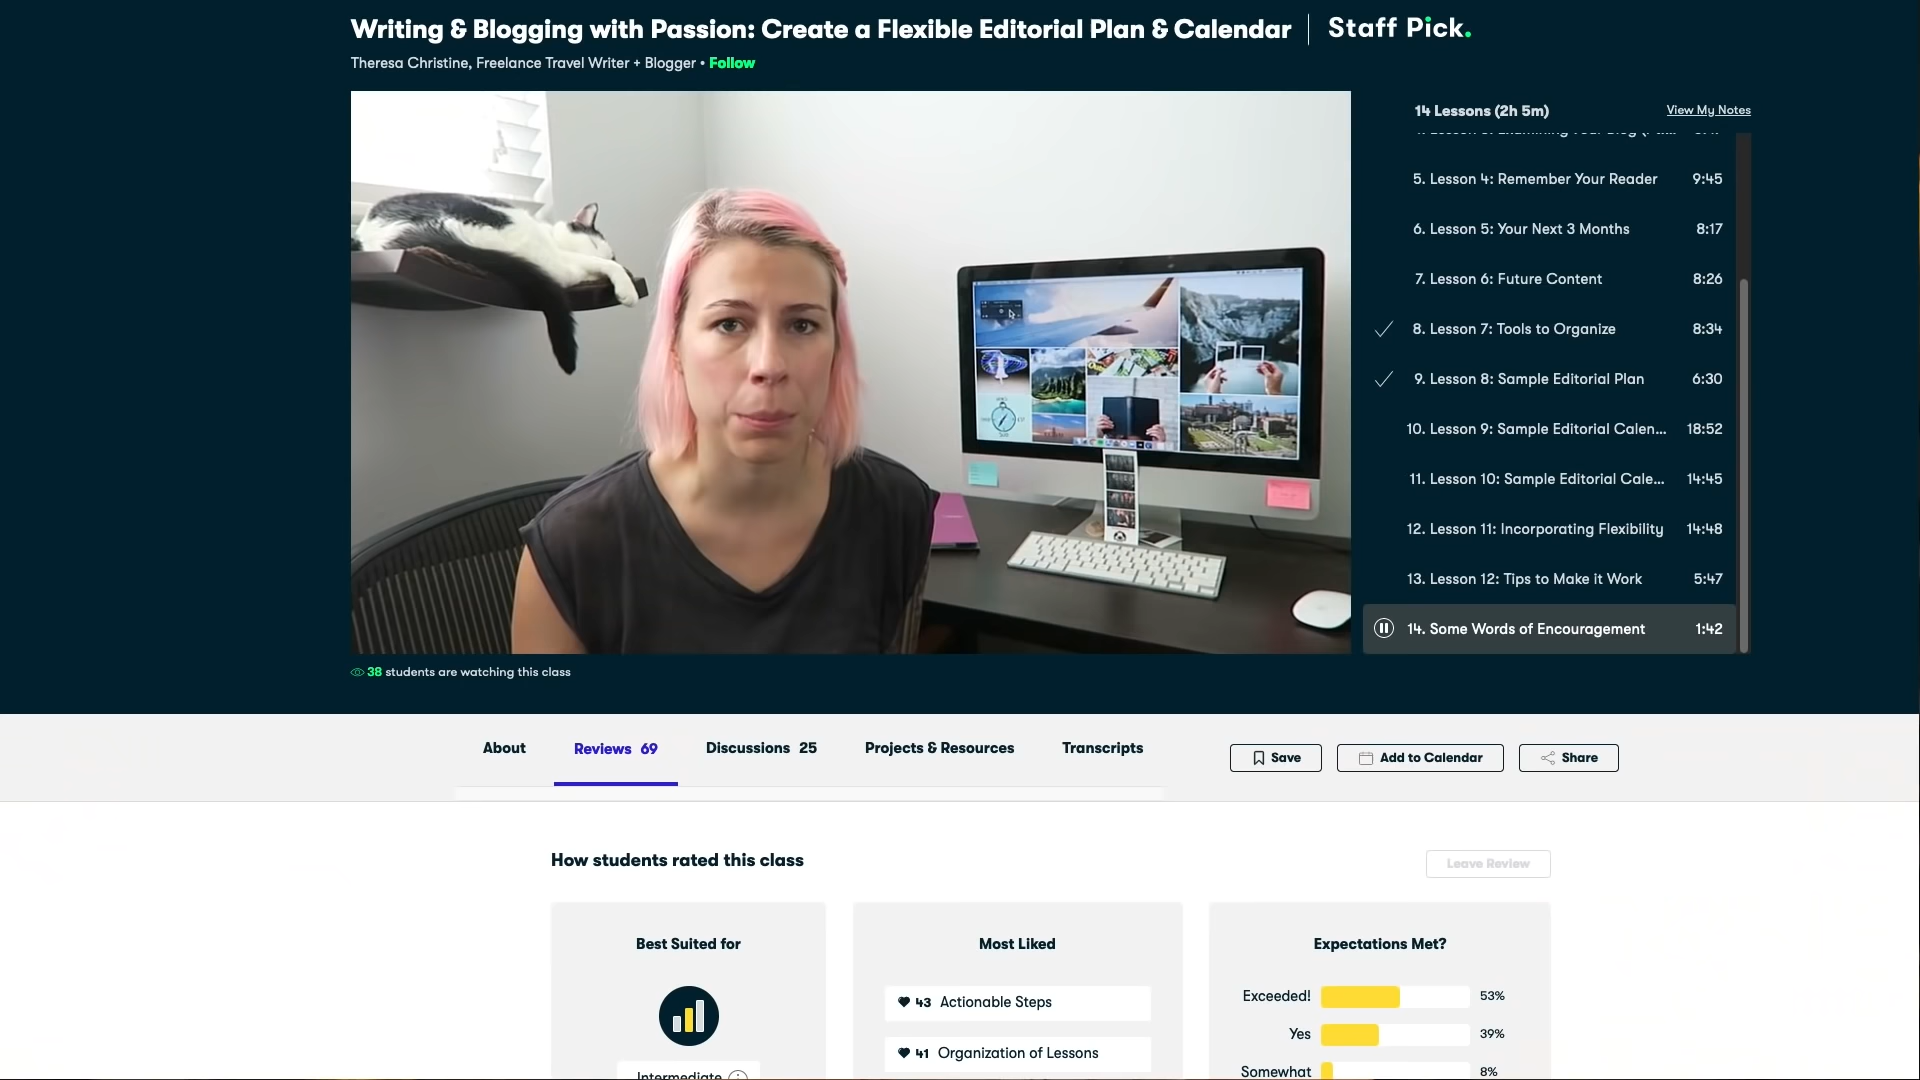 Writing & Blogging with Passion: Create a Flexible Editorial Plan & Calendar
Staff Pick.
Theresa Christine, Freelance Travel Writer + Blogger • Follow
14 Lessons (2h 5m)
View My Notes
5. Lesson 4: Remember Your Reader 9:45
6. Lesson 5: Your Next 3 Months 8:17
7. Lesson 6: Future Content 8:26
8. Lesson 7: Tools to Organize 8:34
9. Lesson 8: Sample Editorial Plan 6:30
10. Lesson 9: Sample Editorial Calen... 18:52
11. Lesson 10: Sample Editorial Cale... 14:45
12. Lesson 11: Incorporating Flexibility 14:48
13. Lesson 12: Tips to Make it Work 5:47
14. Some Words of Encouragement 1:42
38 students are watching this class
About
Reviews 69
Discussions 25
Projects & Resources
Transcripts
Save
Add to Calendar
Share
How students rated this class
Leave Review
Best Suited for
Intermediate
Most Liked
43 Actionable Steps
41 Organization of Lessons
Expectations Met?
Exceeded! 53%
Yes 39%
Somewhat 8%